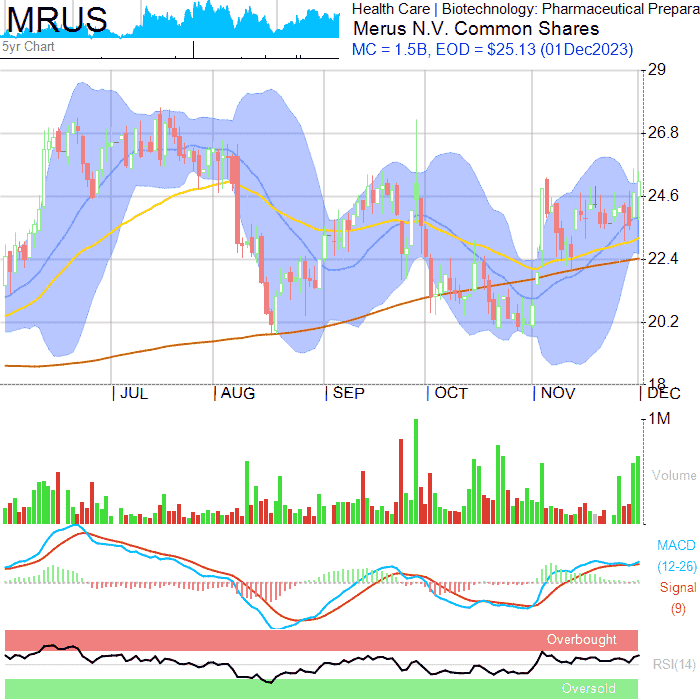 MRUS
Health Care | Biotechnology: Pharmaceutical Prepara
Merus N.V. Common Shares
MC = 1.5B, EOD = $25.13 (01Dec2023)
5yr Chart
29
26.8
24.6
22.4
20.2
18
JUL
AUG
SEP
OCT
NOV
DEC
1M
Volume
MACD
(12-26)
Signal
(9)
Overbought
RSI(14)
Oversold